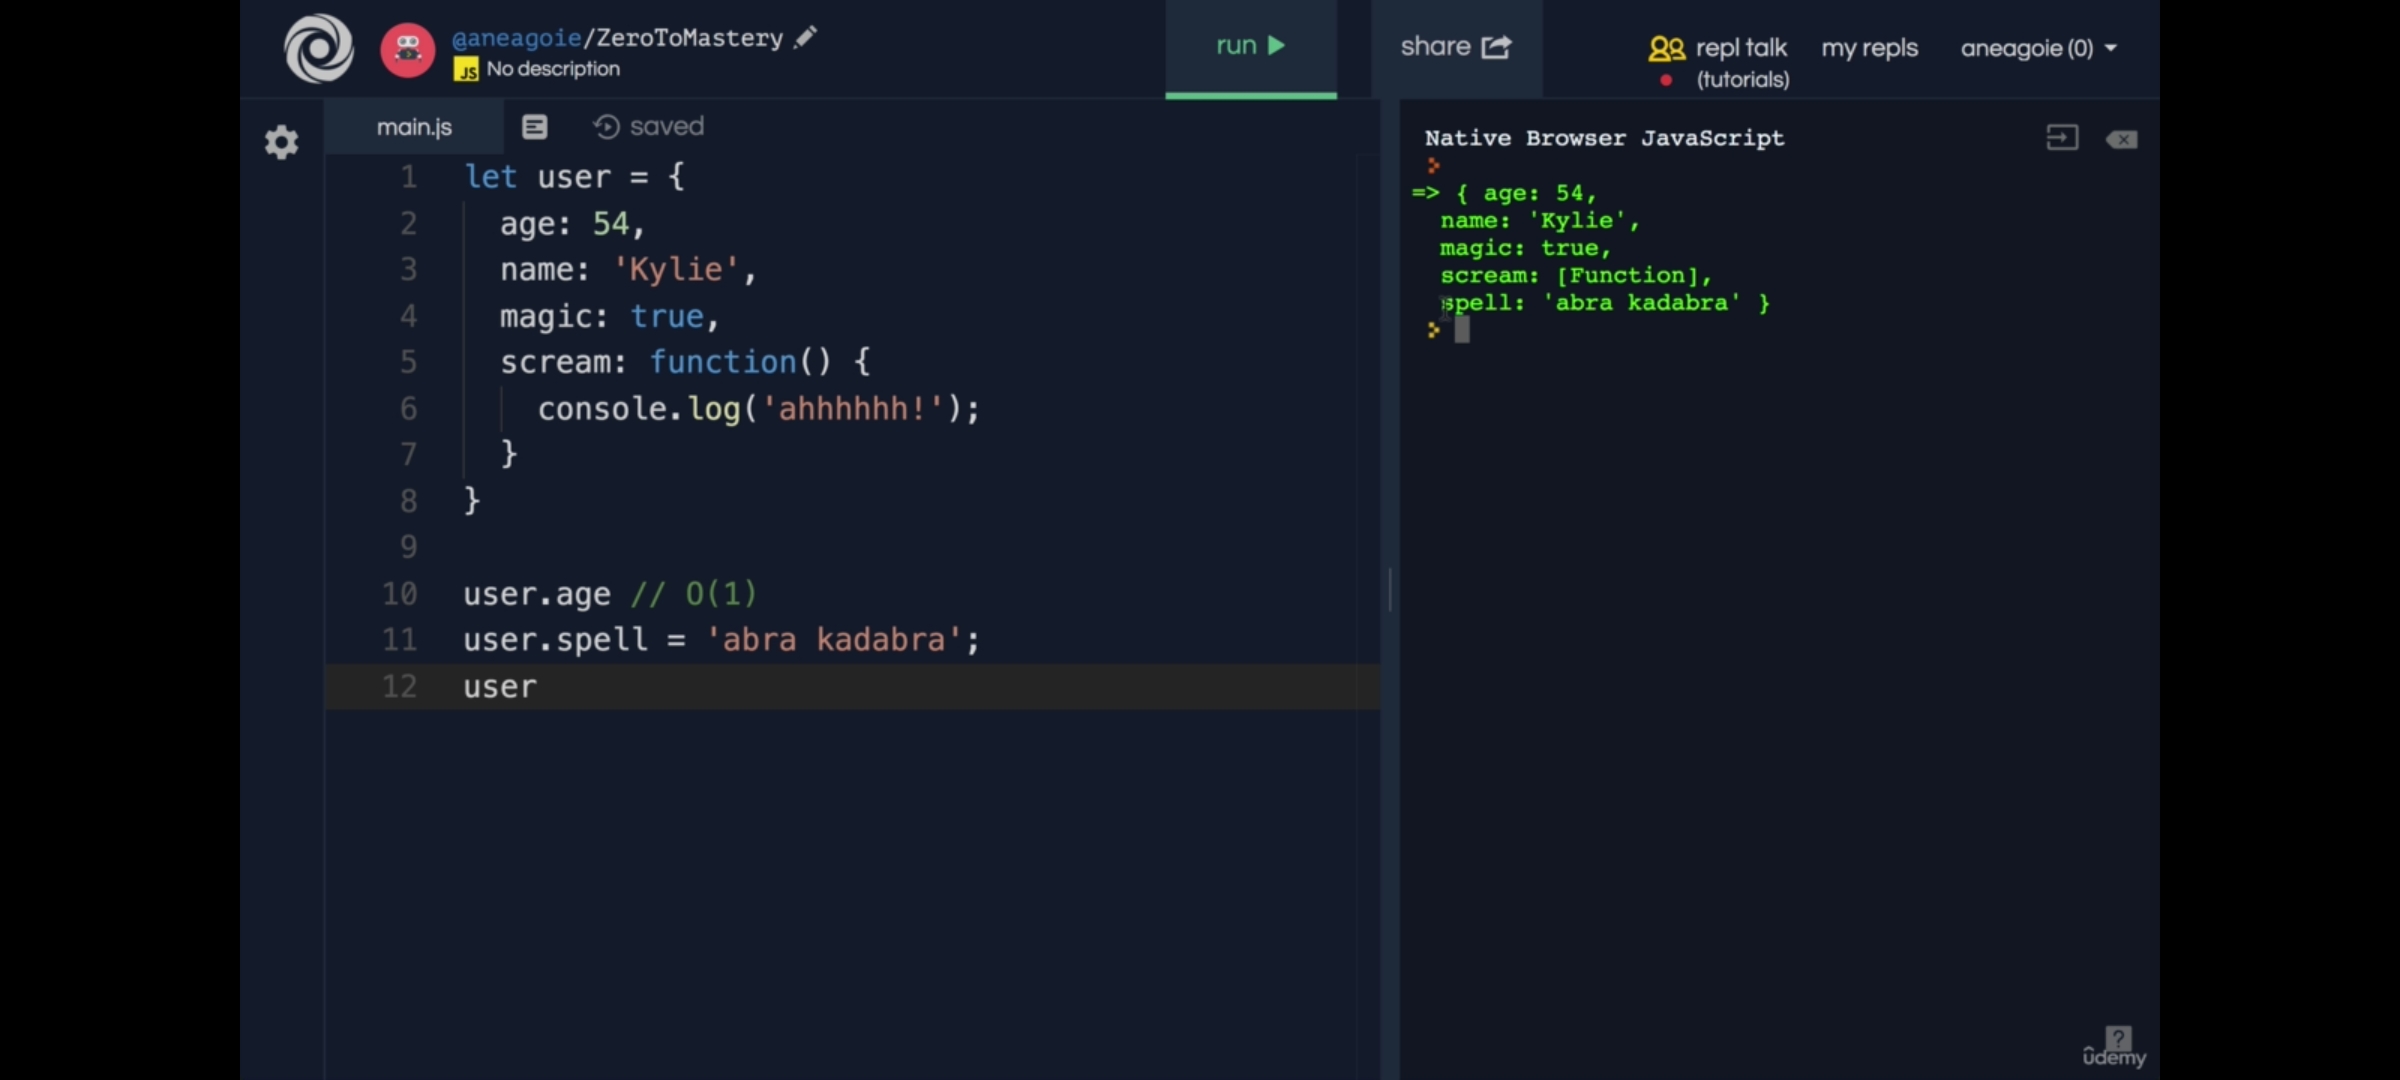 @aneagoie/ZeroToMastery
JS No description
run
share
repl talk
(tutorials)
my repls
aneagoie (0)
main.js
saved
1 let user = {
2 age: 54,
3 name: 'Kylie',
4 magic: true,
5 scream: function() {
6 console.log('ahhhhhh!');
7 }
8 }
9
10 user.age // O(1)
11 user.spell = 'abra kadabra';
12 user
Native Browser JavaScript
=> { age: 54,
name: 'Kylie',
magic: true,
scream: [Function],
spell: 'abra kadabra' }
?
ûdemy